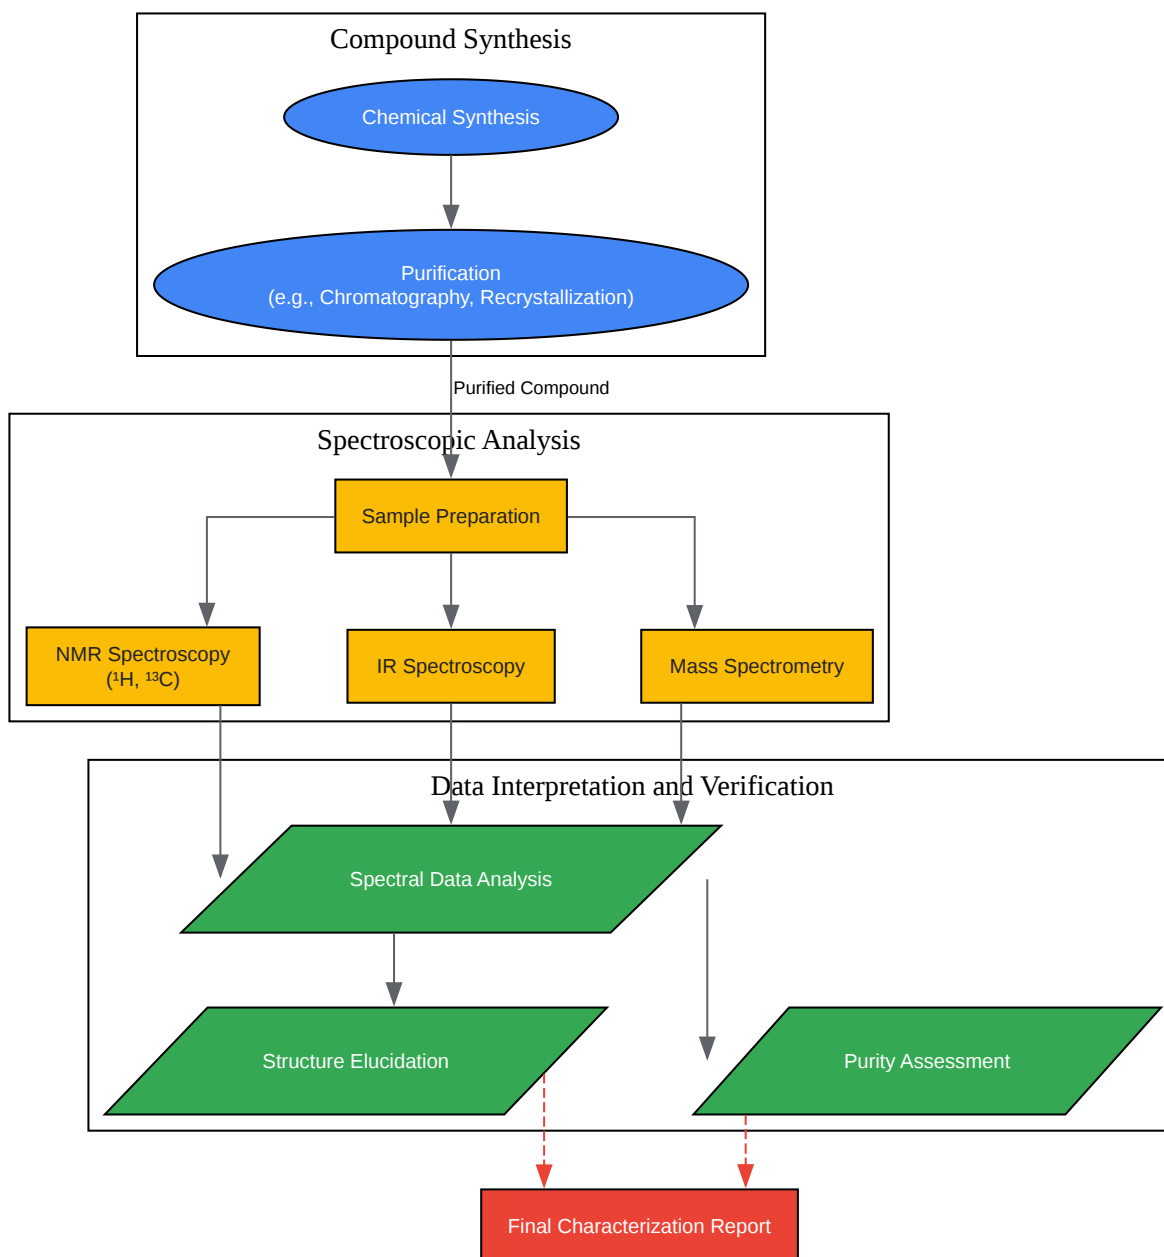 Compound Synthesis
Chemical Synthesis
Purification
(e.g., Chromatography, Recrystallization)
Purified Compound
Spectroscopic Analysis
Sample Preparation
NMR Spectroscopy
(¹H, ¹³C)
IR Spectroscopy
Mass Spectrometry
Data Interpretation and Verification
Spectral Data Analysis
Structure Elucidation
Purity Assessment
Final Characterization Report